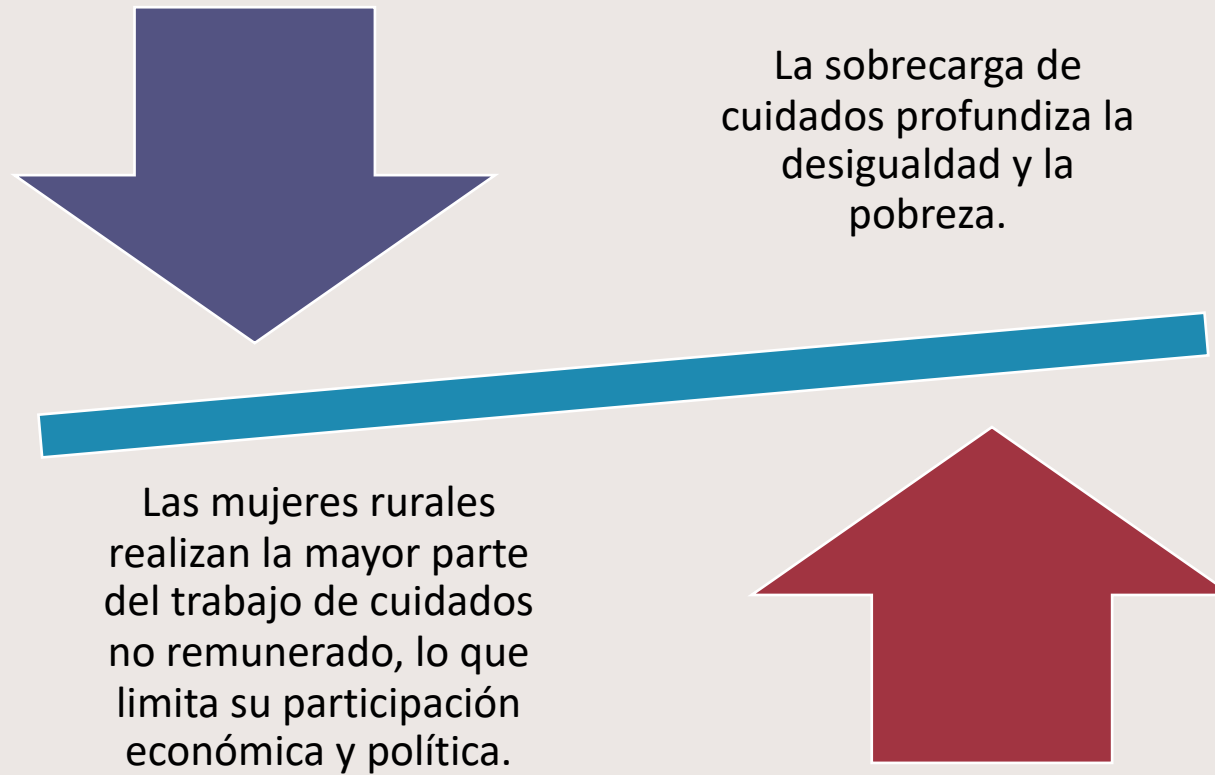 La sobrecarga de
cuidados profundiza la
desigualdad y la
pobreza.
Las mujeres rurales
realizan la mayor parte
del trabajo de cuidados
no remunerado, lo que
limita su participación
económica y política.